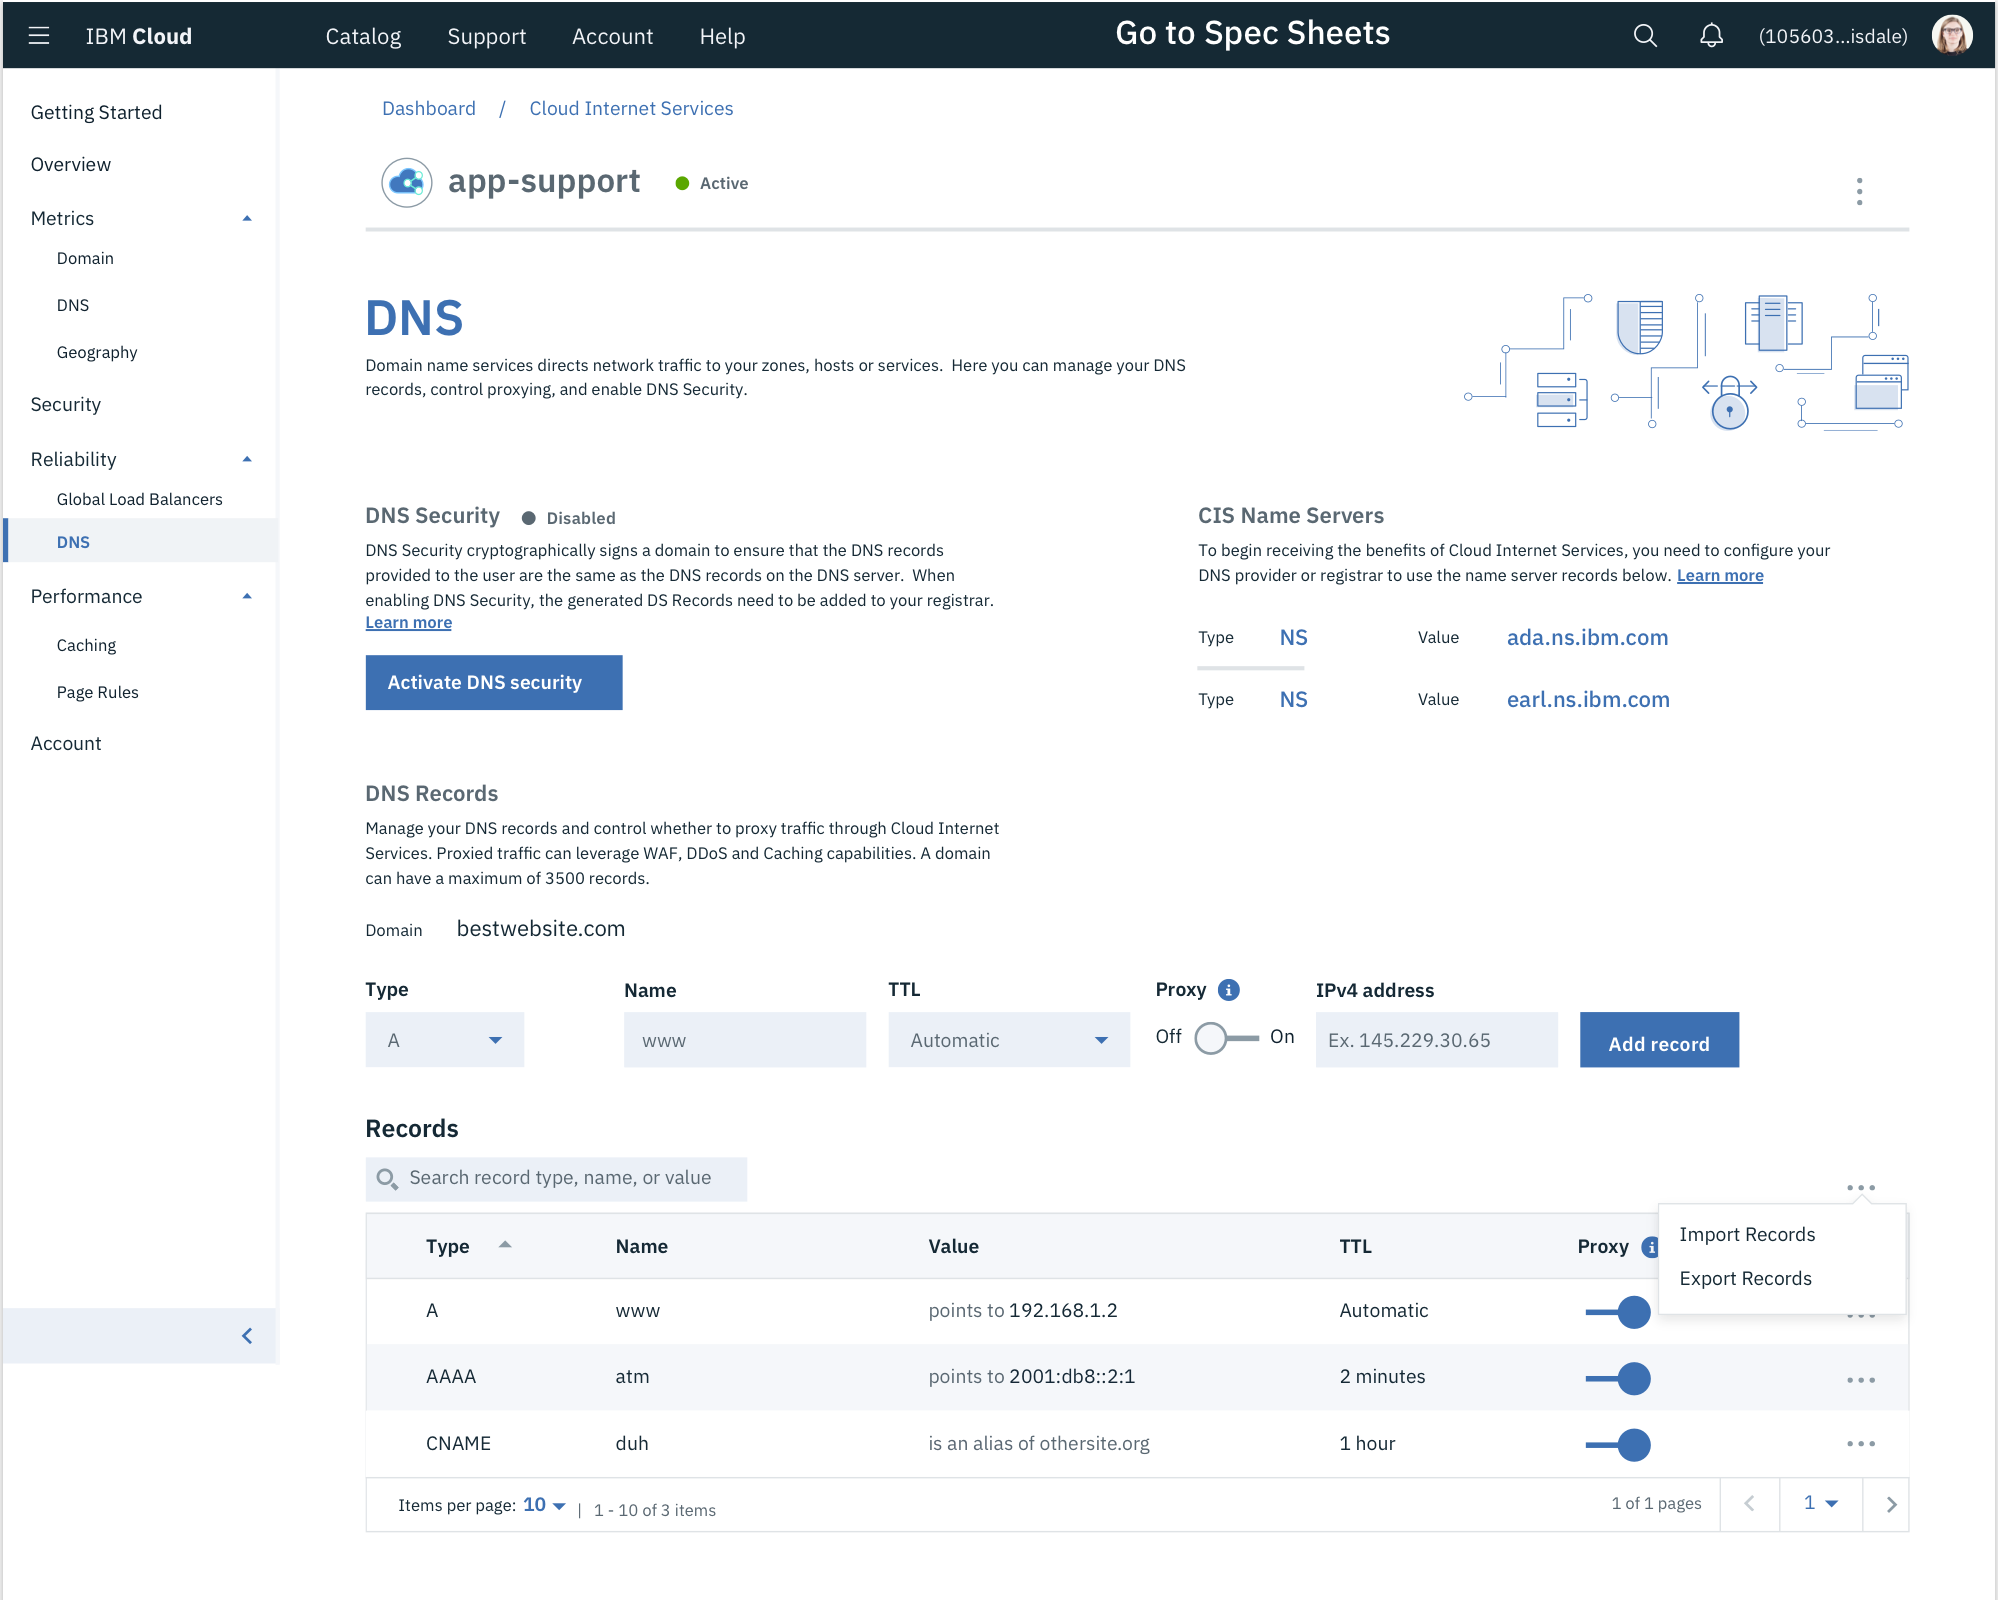 IBM Cloud
Catalog
Support
Account
Help
Go to Spec Sheets
(105603...isdale)
Getting Started
Overview
Metrics
Domain
DNS
Geography
Security
Reliability
Global Load Balancers
DNS
Performance
Caching
Page Rules
Account
Dashboard / Cloud Internet Services
app-support
Active
DNS
Domain name services directs network traffic to your zones, hosts or services. Here you can manage your DNS
records, control proxying, and enable DNS Security.
DNS Security
Disabled
DNS Security cryptographically signs a domain to ensure that the DNS records
provided to the user are the same as the DNS records on the DNS server. When
enabling DNS Security, the generated DS Records need to be added to your registrar.
Learn more
Activate DNS security
CIS Name Servers
To begin receiving the benefits of Cloud Internet Services, you need to configure your
DNS provider or registrar to use the name server records below. Learn more
Type NS Value ada.ns.ibm.com
Type NS Value earl.ns.ibm.com
DNS Records
Manage your DNS records and control whether to proxy traffic through Cloud Internet
Services. Proxied traffic can leverage WAF, DDoS and Caching capabilities. A domain
can have a maximum of 3500 records.
Domain bestwebsite.com
Type Name TTL Proxy i IPv4 address
A www Automatic Off On Ex. 145.229.30.65 Add record
Records
Search record type, name, or value
Import Records
Export Records
Type Name Value TTL Proxy i
A www points to 192.168.1.2 Automatic
AAAA atm points to 2001:db8::2:1 2 minutes
CNAME duh is an alias of othersite.org 1 hour
Items per page: 10 | 1 - 10 of 3 items 1 of 1 pages 1